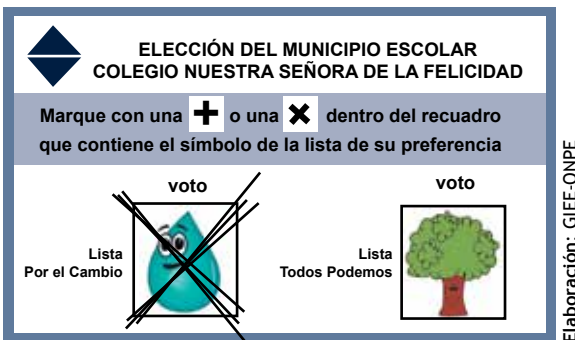 ELECCIÓN DEL MUNICIPIO ESCOLAR
COLEGIO NUESTRA SEÑORA DE LA FELICIDAD
Marque con una + o una × dentro del recuadro
que contiene el símbolo de la lista de su preferencia
voto
voto
Lista
Por el Cambio
Lista
Todos Podemos
Elaboración: GIEE-ONPE